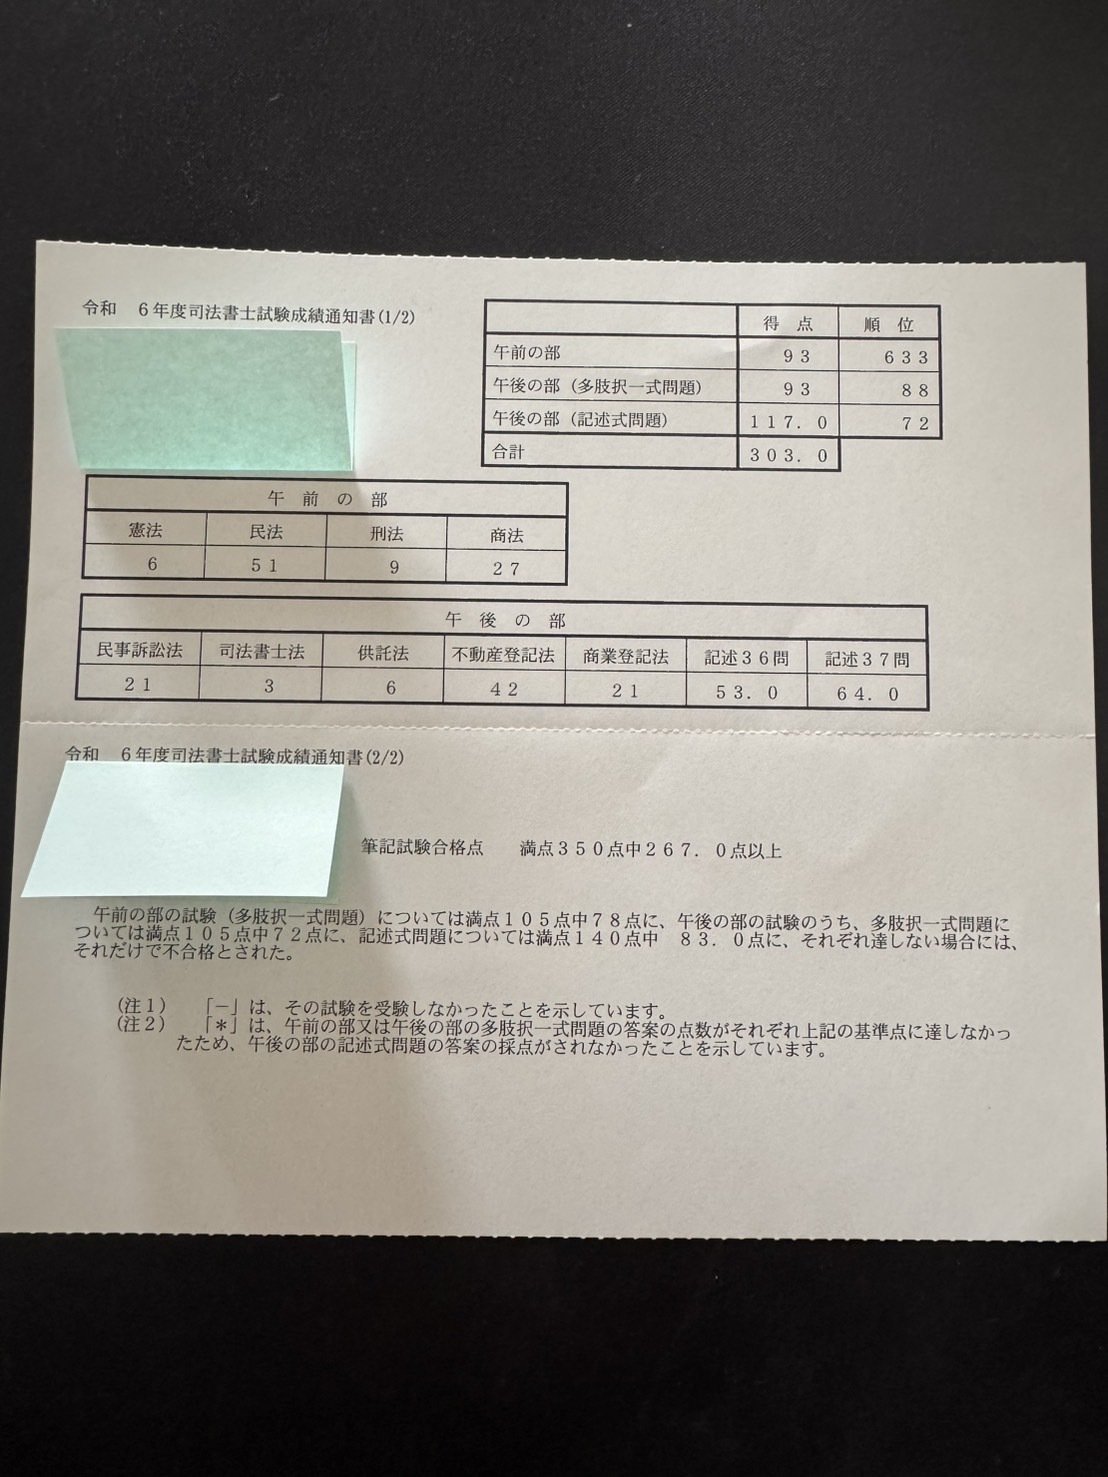 令和　６年度司法書士試験成績通知書(1/2)
得　点　順　位
午前の部　９３　６３３
午後の部（多肢択一式問題）　９３　８８
午後の部（記述式問題）　１１７．０　７２
合計　３０３．０
午　前　の　部
憲法　民法　刑法　商法
６　５１　９　２７
午　後　の　部
民事訴訟法　司法書士法　供託法　不動産登記法　商業登記法　記述３６問　記述３７問
２１　３　６　４２　２１　５３．０　６４．０
令和　６年度司法書士試験成績通知書(2/2)
筆記試験合格点　　満点３５０点中２６７．０点以上
午前の部の試験（多肢択一式問題）については満点１０５点中７８点に、午後の部の試験のうち、多肢択一式問題に
ついては満点１０５点中７２点に、記述式問題については満点１４０点中　８３．０点に、それぞれ達しない場合には、
それだけで不合格とされた。
（注１）　「－」は、その試験を受験しなかったことを示しています。
（注２）　「＊」は、午前の部又は午後の部の多肢択一式問題の答案の点数がそれぞれ上記の基準点に達しなかっ
たため、午後の部の記述式問題の答案の採点がされなかったことを示しています。